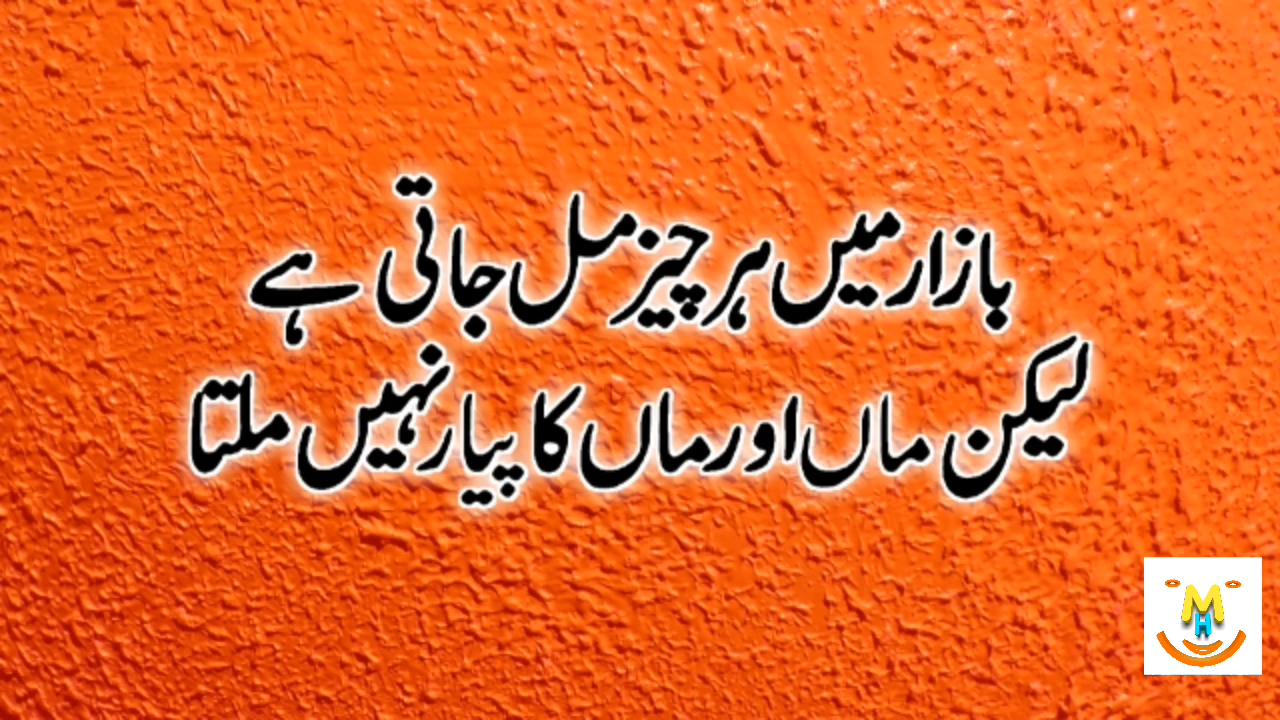 بازار میں ہر چیز مل جاتی ہے
لیکن ماں اور ماں کا پیار نہیں ملتا
M
H